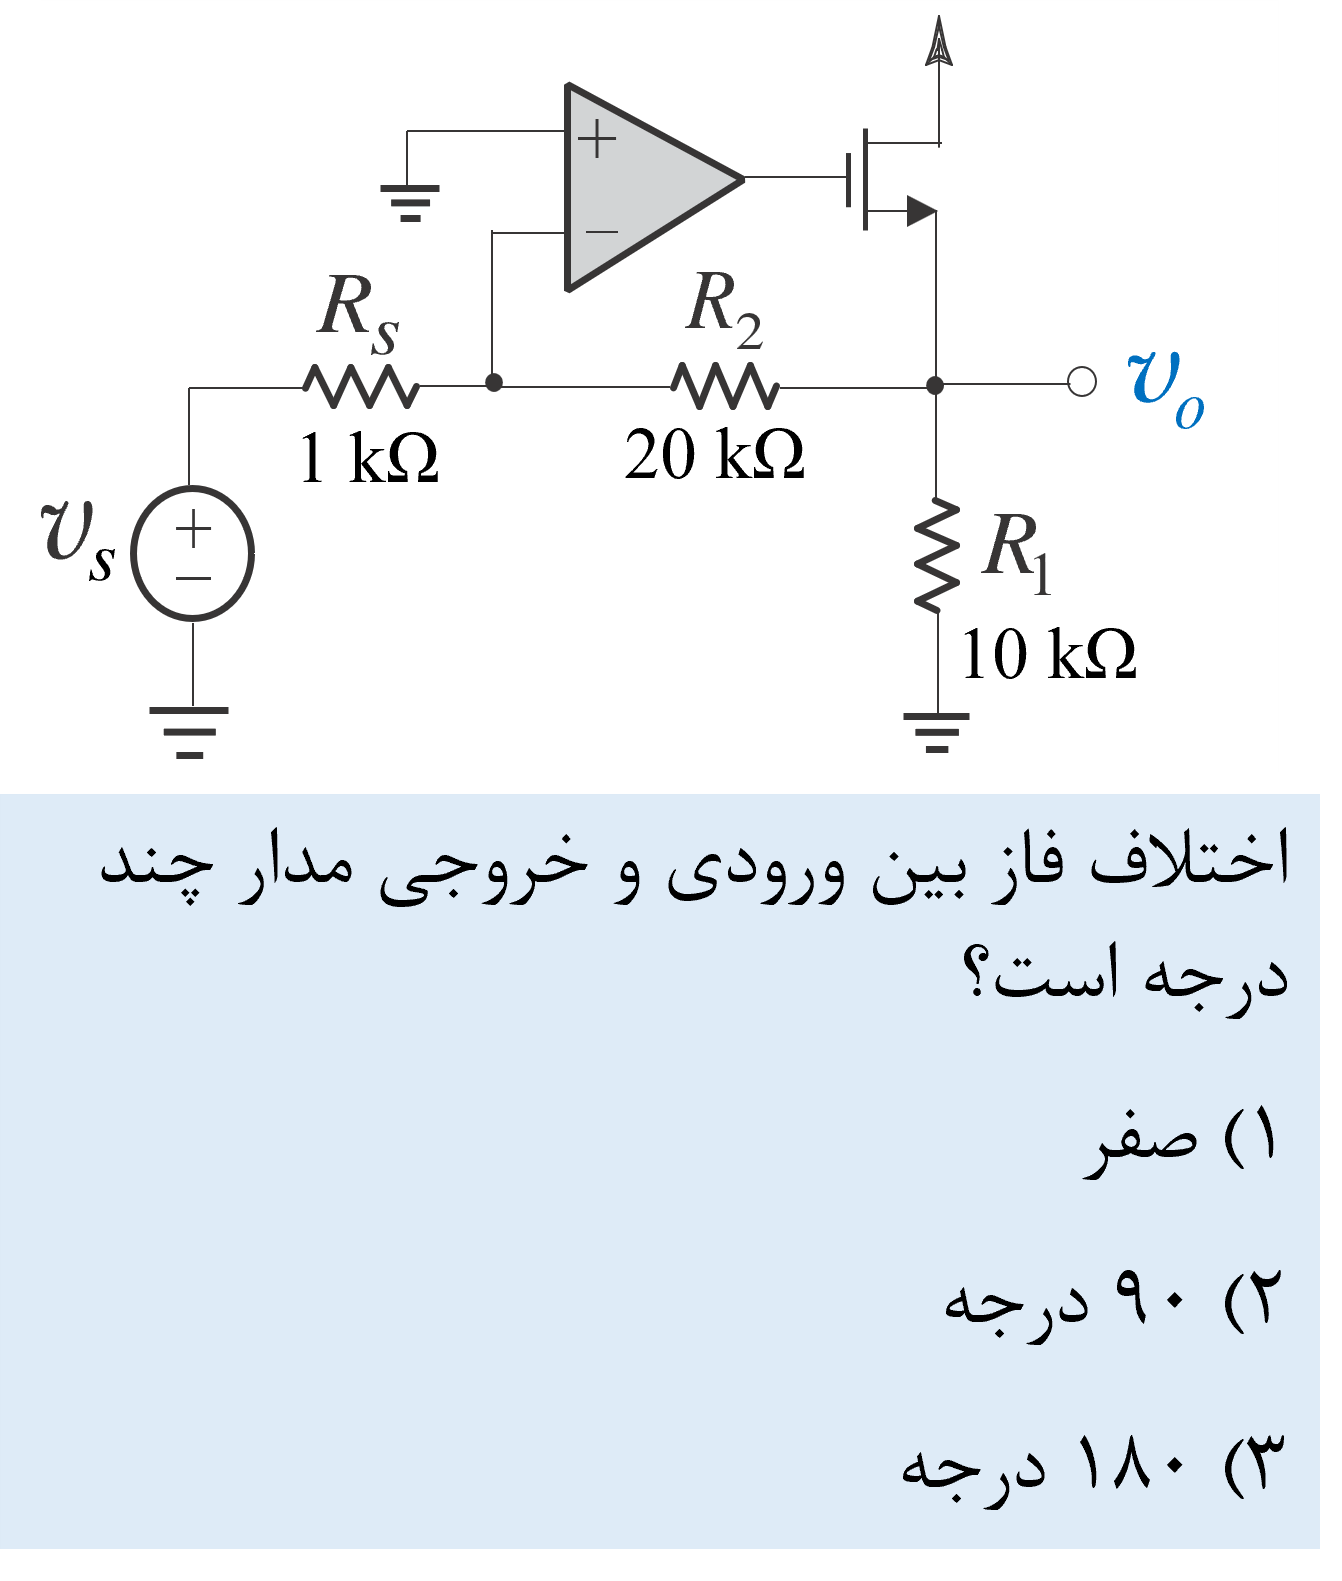 +
−
R_s
R_2
v_o
1 kΩ
20 kΩ
v_s
+
−
R_1
10 kΩ
اختلاف فاز بین ورودی و خروجی مدار چند
درجه است؟
۱) صفر
۲) ۹۰ درجه
۳) ۱۸۰ درجه